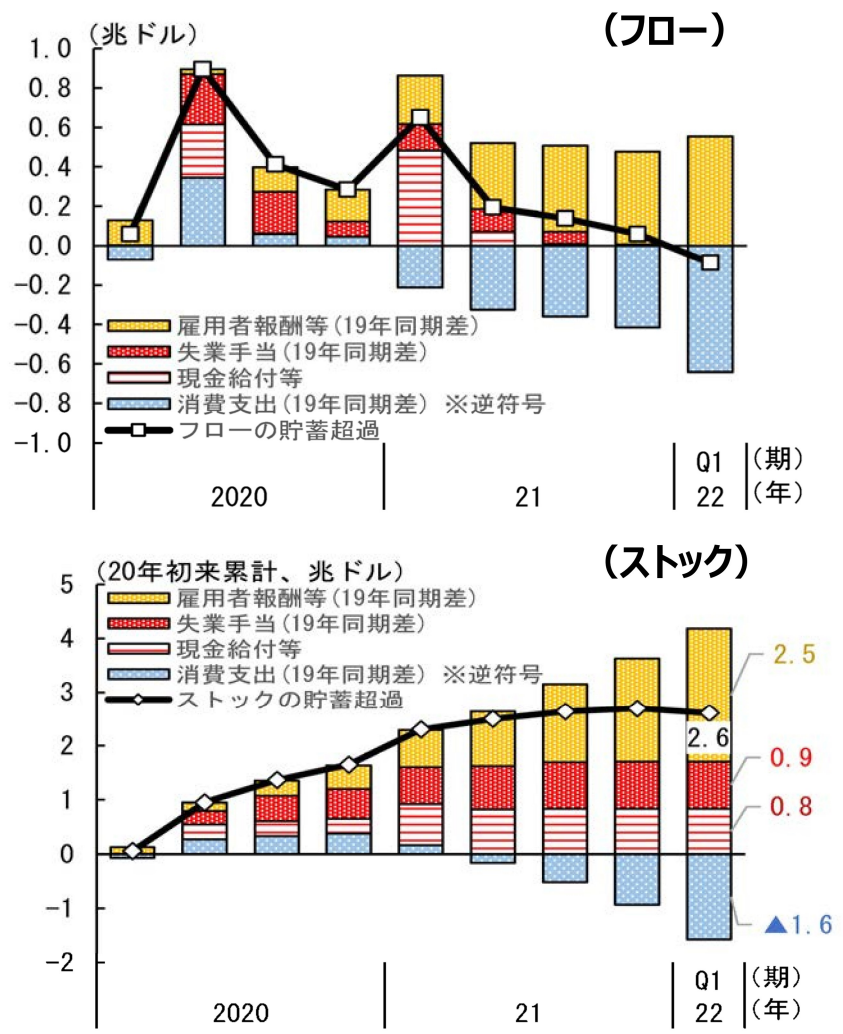 (フロー)
(兆ドル)
1.0
0.8
0.6
0.4
0.2
0.0
-0.2
-0.4
-0.6
-0.8
-1.0
雇用者報酬等(19年同期差)
失業手当(19年同期差)
現金給付等
消費支出(19年同期差) ※逆符号
フローの貯蓄超過
Q1 (期)
2020 21 22 (年)
(ストック)
(20年初来累計、兆ドル)
5
4
3
2
1
0
-1
-2
雇用者報酬等(19年同期差)
失業手当(19年同期差)
現金給付等
消費支出(19年同期差) ※逆符号
ストックの貯蓄超過
2.5
2.6
0.9
0.8
▲1.6
Q1 (期)
2020 21 22 (年)